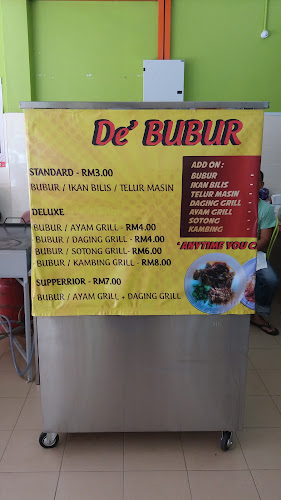 De' BUBUR
STANDARD - RM3.00
BUBUR / IKAN BILIS / TELUR MASIN
DELUXE
BUBUR / AYAM GRILL - RM4.00
BUBUR / DAGING GRILL - RM4.00
BUBUR / SOTONG GRILL - RM6.00
BUBUR / KAMBING GRILL - RM8.00
SUPPERRIOR - RM7.00
BUBUR / AYAM GRILL + DAGING GRILL
ADD ON :
BUBUR -
IKAN BILIS -
TELUR MASIN -
DAGING GRILL -
AYAM GRILL -
SOTONG -
KAMBING -
"ANYTIME YOU